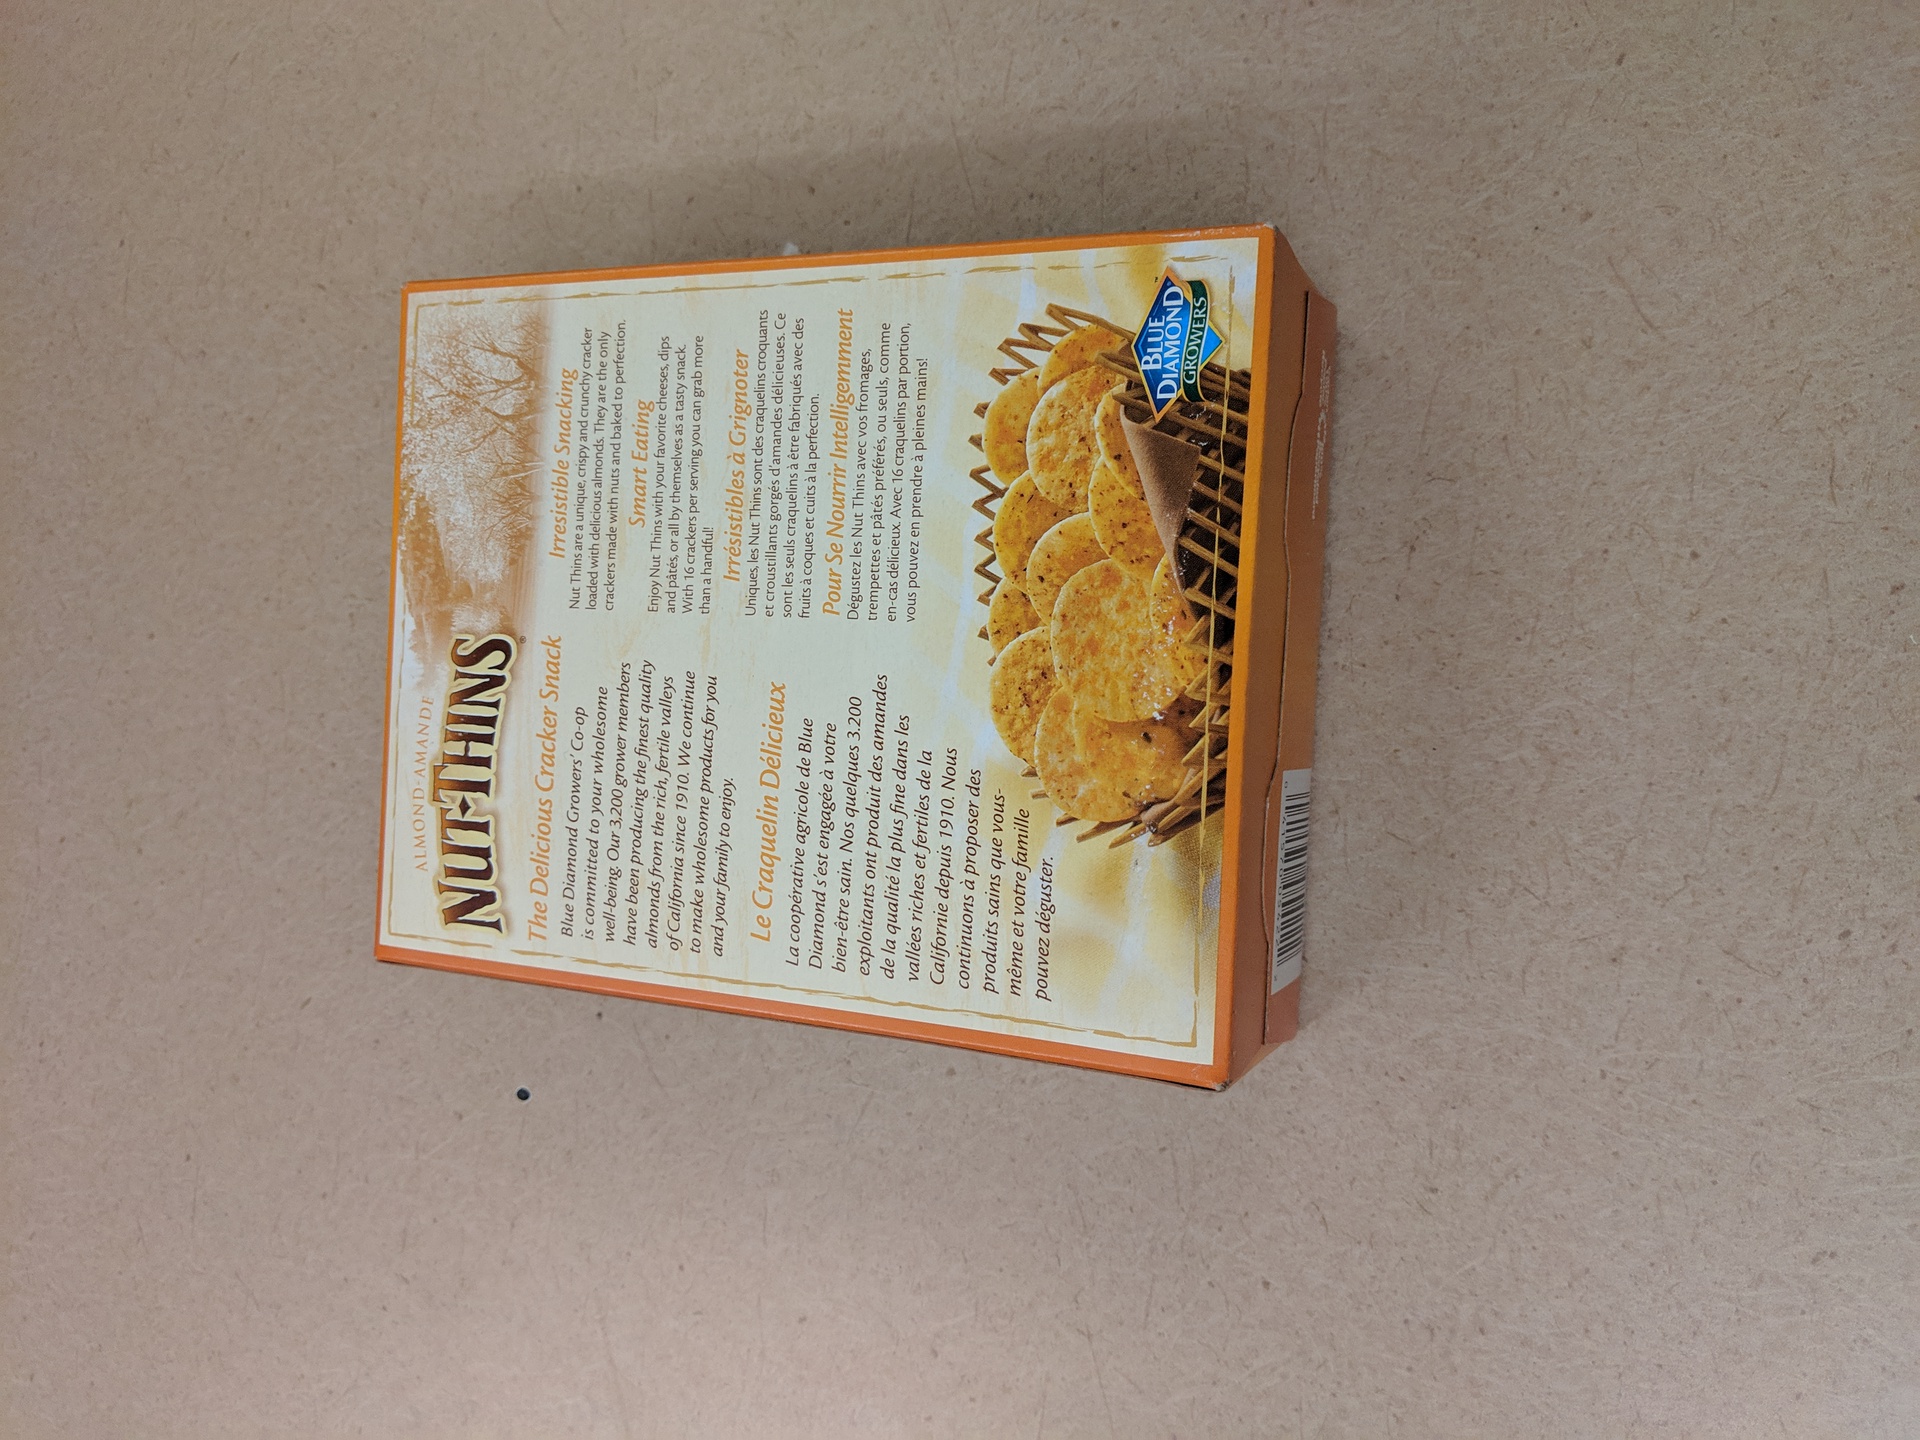 ALMOND-AMANDE
NUT-THINS
The Delicious Cracker Snack
Blue Diamond Growers' Co-op
is committed to your wholesome
well-being. Our 3,200 grower members
have been producing the finest quality
almonds from the rich, fertile valleys
of California since 1910. We continue
to make wholesome products for you
and your family to enjoy.
Le Craquelin Délicieux
La coopérative agricole de Blue
Diamond s'est engagée à votre
bien-être sain. Nos quelques 3.200
exploitants ont produit des amandes
de la qualité la plus fine dans les
vallées riches et fertiles de la
Californie depuis 1910. Nous
continuons à proposer des
produits sains que vous-
même et votre famille
pouvez déguster.
Irresistible Snacking
Nut Thins are a unique, crispy and crunchy cracker
loaded with delicious almonds. They are the only
crackers made with nuts and baked to perfection.
Smart Eating
Enjoy Nut Thins with your favorite cheeses, dips
and pâtés, or all by themselves as a tasty snack.
With 16 crackers per serving you can grab more
than a handful!
Irrésistibles à Grignoter
Uniques, les Nut Thins sont des craquelins croquants
et croustillants gorgés d'amandes délicieuses. Ce
sont les seuls craquelins à être fabriqués avec des
fruits à coques et cuits à la perfection.
Pour Se Nourrir Intelligemment
Dégustez les Nut Thins avec vos fromages,
trempettes et pâtés préférés, ou seuls, comme
en-cas délicieux. Avec 16 craquelins par portion,
vous pouvez en prendre à pleines mains!
BLUE
DIAMOND
GROWERS